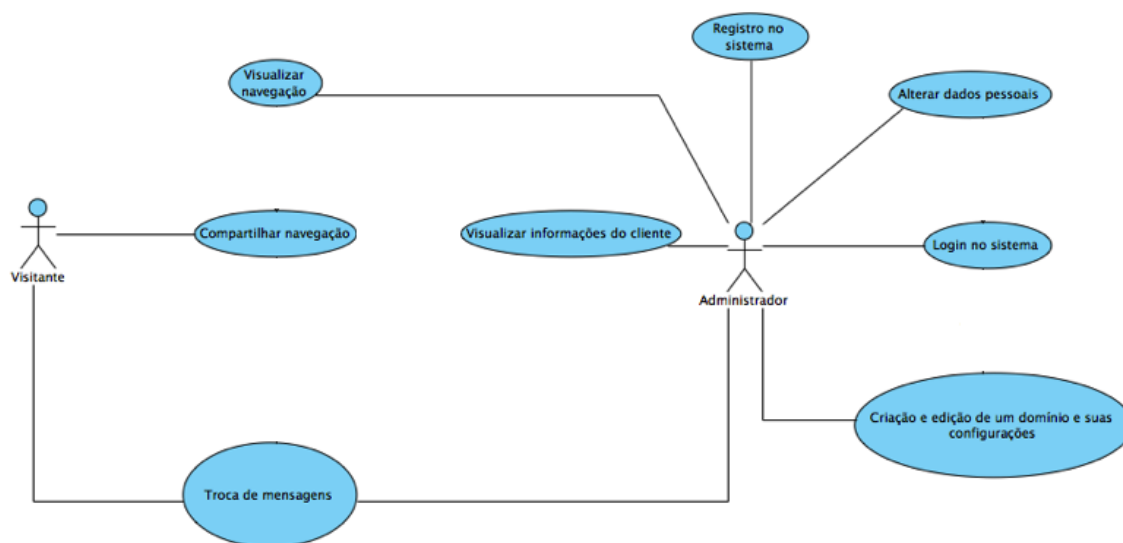 Registro no
sistema
Visualizar
navegação
Alterar dados pessoais
Compartilhar navegação
Visualizar informações do cliente
Login no sistema
Visitante
Administrador
Criação e edição de um domínio e suas
configurações
Troca de mensagens